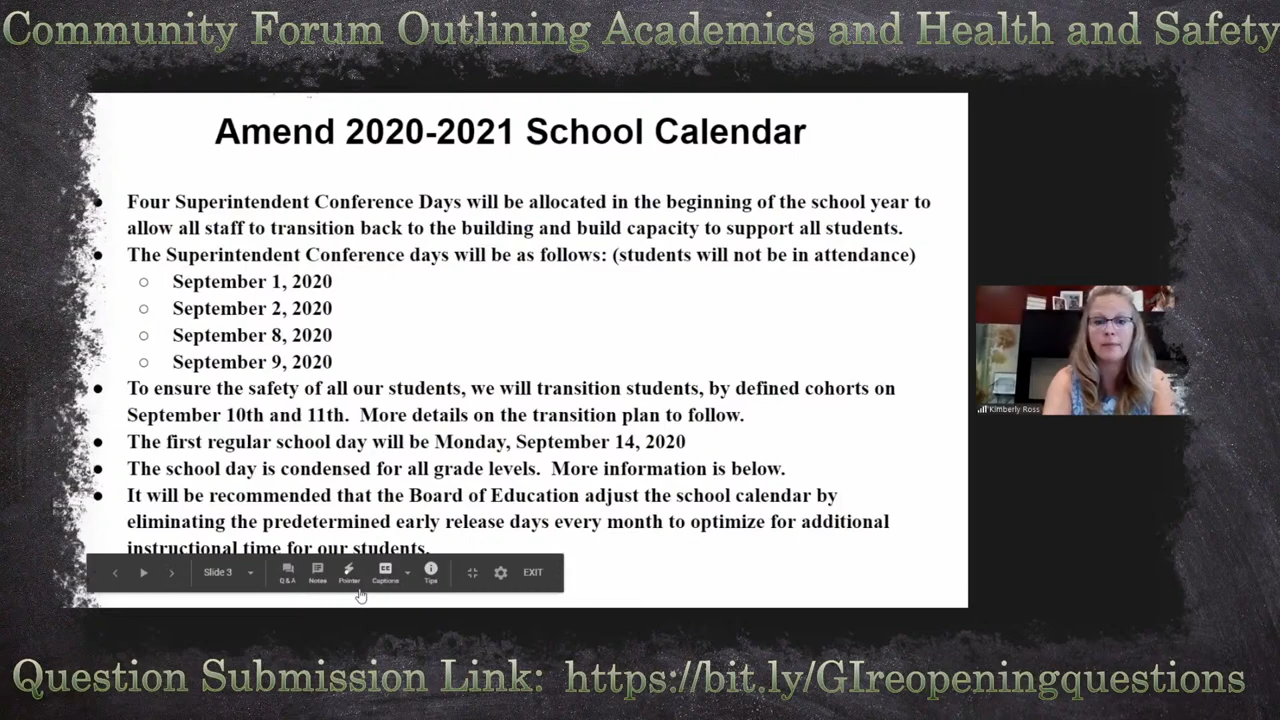 Community Forum Outlining Academics and Health and Safety
Amend 2020-2021 School Calendar
● Four Superintendent Conference Days will be allocated in the beginning of the school year to
allow all staff to transition back to the building and build capacity to support all students.
● The Superintendent Conference days will be as follows: (students will not be in attendance)
○ September 1, 2020
○ September 2, 2020
○ September 8, 2020
○ September 9, 2020
● To ensure the safety of all our students, we will transition students, by defined cohorts on
September 10th and 11th. More details on the transition plan to follow.
● The first regular school day will be Monday, September 14, 2020
● The school day is condensed for all grade levels. More information is below.
● It will be recommended that the Board of Education adjust the school calendar by
eliminating the predetermined early release days every month to optimize for additional
instructional time for our students.
Slide 3 Q&A Notes Pointer Captions Tips EXIT
Kimberly Ross
Question Submission Link: https://bit.ly/GIreopeningquestions